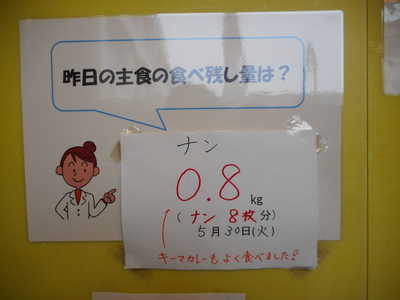 昨日の主食の食べ残し量は？
ナン
0.8 kg
(ナン 8枚分)
5月30日(火)
キーマカレーもよく食べました！